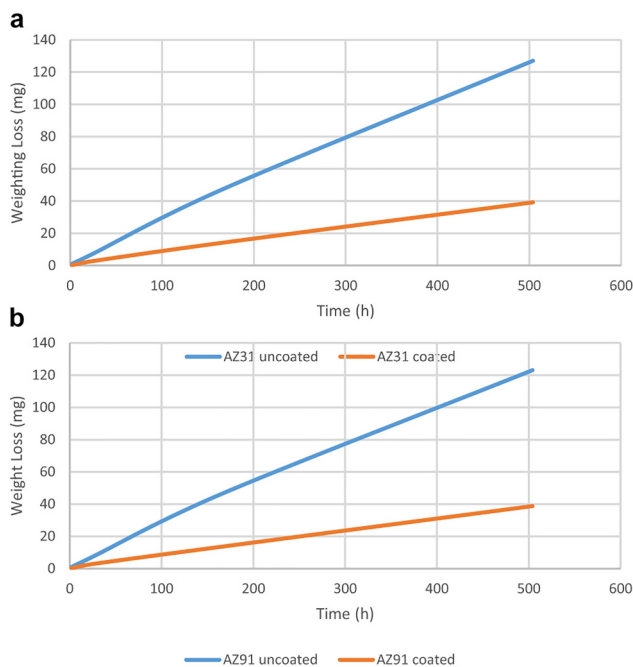 a
140
120
100
80
60
40
20
0
Weighting Loss (mg)
0 100 200 300 400 500 600
Time (h)
b
AZ31 uncoated AZ31 coated
140
120
100
80
60
40
20
0
Weight Loss (mg)
0 100 200 300 400 500 600
Time (h)
AZ91 uncoated AZ91 coated